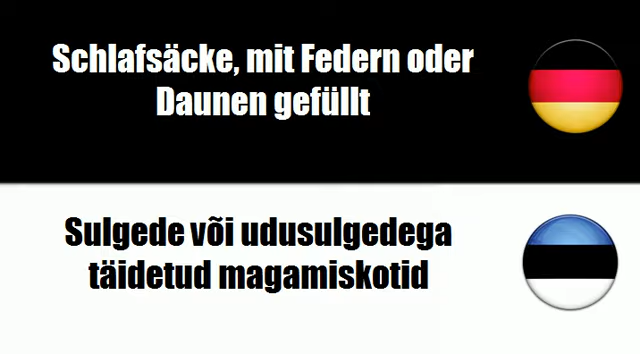 Schlafsäcke, mit Federn oder
Daunen gefüllt
Sulgede või udusulgedega
täidetud magamiskotid